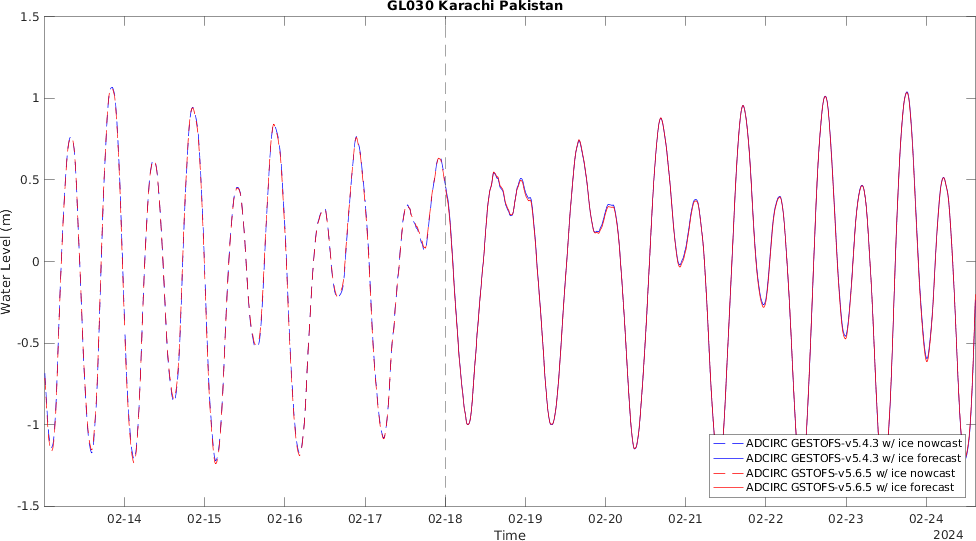 GL030 Karachi Pakistan
1.5
1
0.5
0
-0.5
-1
-1.5
Water Level (m)
ADCIRC GESTOFS-v5.4.3 w/ ice nowcast
ADCIRC GESTOFS-v5.4.3 w/ ice forecast
ADCIRC GSTOFS-v5.6.5 w/ ice nowcast
ADCIRC GSTOFS-v5.6.5 w/ ice forecast
02-14 02-15 02-16 02-17 02-18 02-19 02-20 02-21 02-22 02-23 02-24
Time
2024